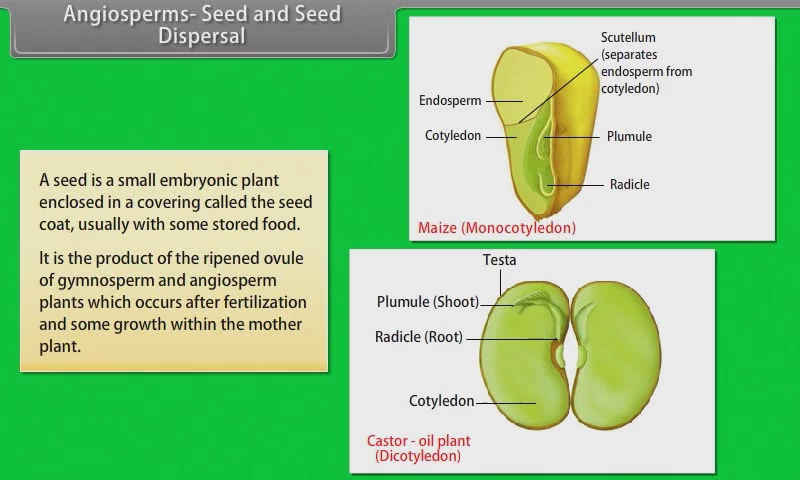 Angiosperms- Seed and Seed
Dispersal
A seed is a small embryonic plant
enclosed in a covering called the seed
coat, usually with some stored food.
It is the product of the ripened ovule
of gymnosperm and angiosperm
plants which occurs after fertilization
and some growth within the mother
plant.
Scutellum
(separates
endosperm from
cotyledon)
Endosperm
Cotyledon
Plumule
Radicle
Maize (Monocotyledon)
Testa
Plumule (Shoot)
Radicle (Root)
Cotyledon
Castor - oil plant
(Dicotyledon)